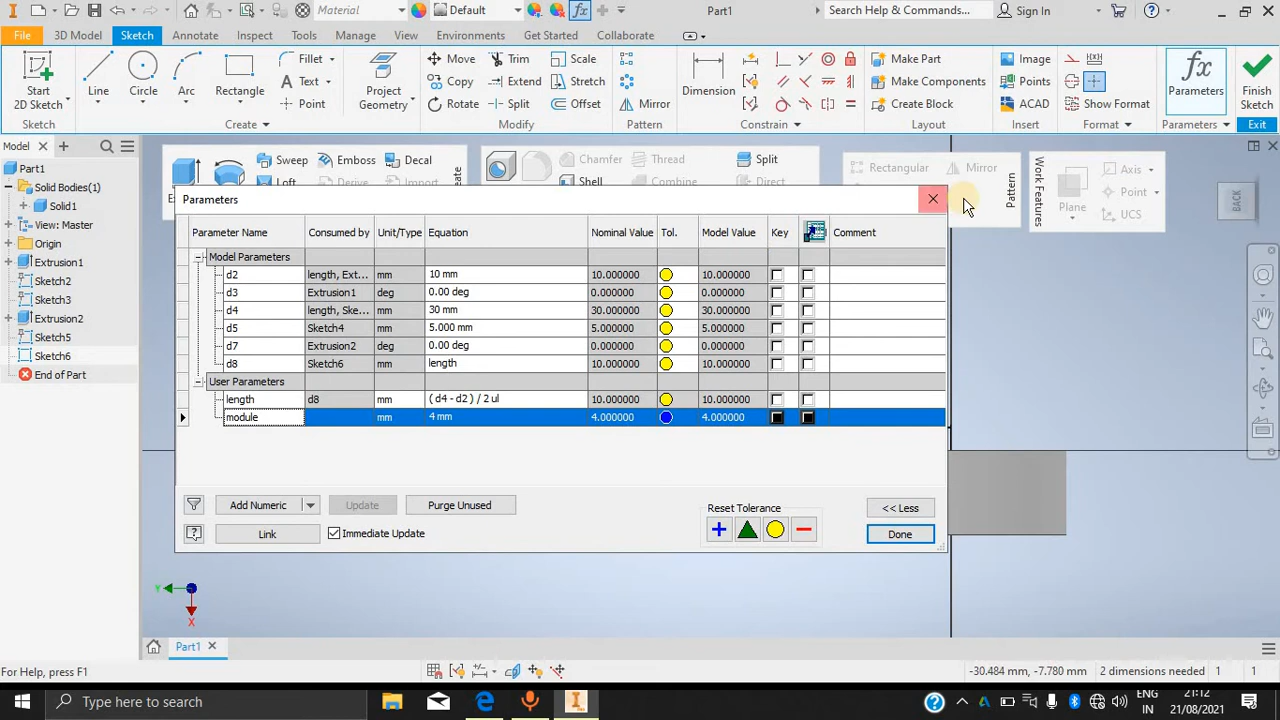 Material
Default
Part1
Search Help & Commands...
Sign In
File
3D Model
Sketch
Annotate
Inspect
Tools
Manage
View
Environments
Get Started
Collaborate
Start
2D Sketch
Line
Circle
Arc
Rectangle
Fillet
Text
Point
Project
Geometry
Move
Trim
Scale
Copy
Extend
Stretch
Rotate
Split
Offset
Mirror
Dimension
Make Part
Make Components
Create Block
Image
Points
ACAD
Show Format
Parameters
Finish
Sketch
Sketch
Create
Modify
Pattern
Constrain
Layout
Insert
Format
Parameters
Exit
Model
Sweep
Emboss
Decal
Loft
Derive
Import
Shell
Chamfer
Thread
Combine
Split
Direct
Rectangular
Mirror
Pattern
Work Features
Plane
Axis
Point
UCS
BACK
Part1
Solid Bodies(1)
Solid1
View: Master
Origin
Extrusion1
Sketch2
Sketch3
Extrusion2
Sketch5
Sketch6
End of Part
Parameters
Parameter Name Consumed by Unit/Type Equation Nominal Value Tol. Model Value Key Comment
Model Parameters
d2 length, Ext... mm 10 mm 10.000000 10.000000
d3 Extrusion1 deg 0.00 deg 0.000000 0.000000
d4 length, Ske... mm 30 mm 30.000000 30.000000
d5 Sketch4 mm 5.000 mm 5.000000 5.000000
d7 Extrusion2 deg 0.00 deg 0.000000 0.000000
d8 Sketch6 mm length 10.000000 10.000000
User Parameters
length d8 mm ( d4 - d2 ) / 2 ul 10.000000 10.000000
module mm 4 mm 4.000000 4.000000
Add Numeric
Update
Purge Unused
Reset Tolerance
<< Less
Link
Immediate Update
Done
Y
X
Part1
For Help, press F1
-30.484 mm, -7.780 mm
2 dimensions needed
1
1
Type here to search
ENG
IN
21:12
21/08/2021